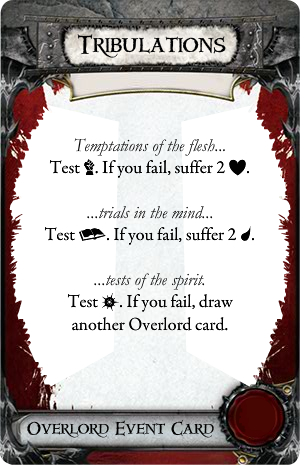 TRIBULATIONS
Temptations of the flesh...
Test . If you fail, suffer 2 .
...trials in the mind...
Test . If you fail, suffer 2 .
...tests of the spirit.
Test . If you fail, draw
another Overlord card.
OVERLORD EVENT CARD